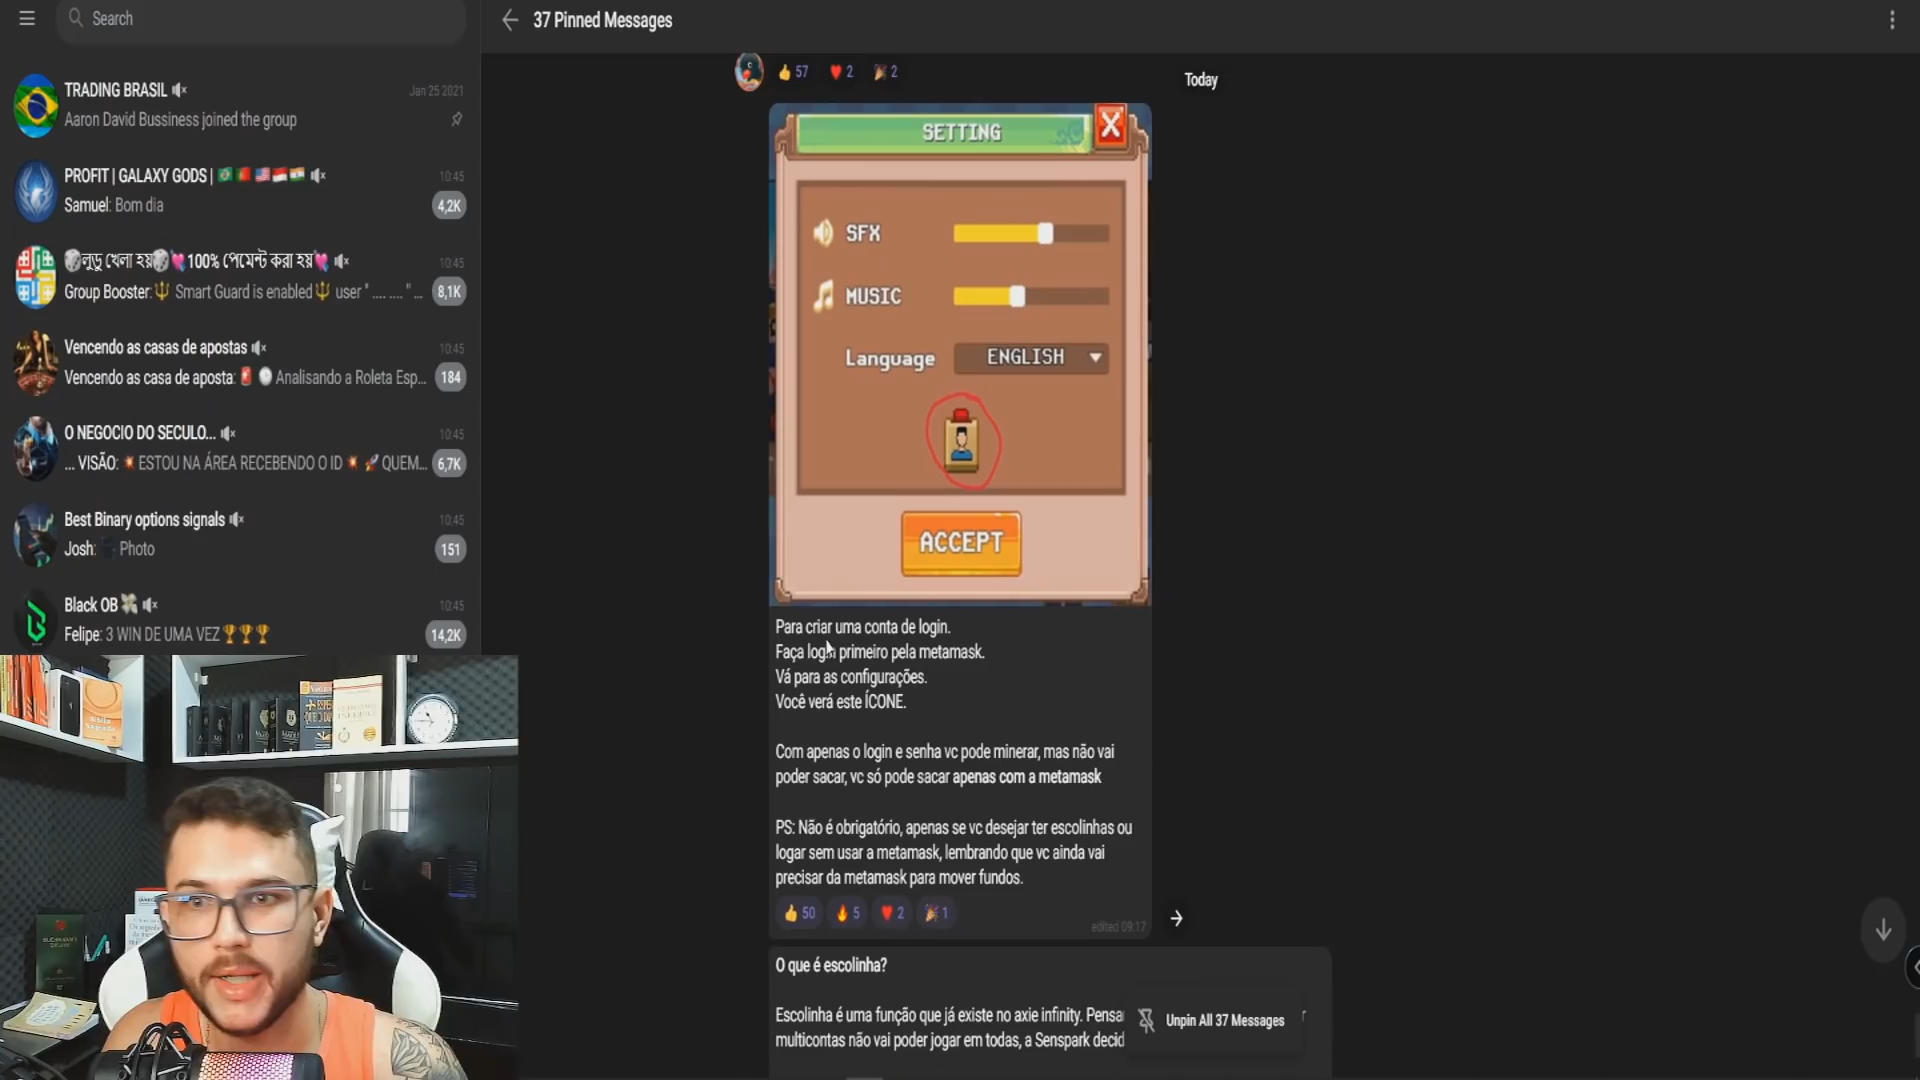 Search
37 Pinned Messages
TRADING BRASIL
Jan 25 2021
Aaron David Bussiness joined the group
PROFIT | GALAXY GODS |
10:45
Samuel: Bom dia
4,2K
লুডু খেলা হয় 100% পেমেন্ট করা হয়
10:45
Group Booster: Smart Guard is enabled user " .... .... " ...
8,1K
Vencendo as casas de apostas
10:45
Vencendo as casa de aposta: Analisando a Roleta Esp...
184
O NEGOCIO DO SECULO...
10:45
... VISÃO: ESTOU NA ÁREA RECEBENDO O ID QUEM...
6,7K
Best Binary options signals
10:45
Josh: Photo
151
Black OB
10:45
Felipe: 3 WIN DE UMA VEZ
14,2K
57 2 2
Today
SETTING
X
SFX
MUSIC
Language ENGLISH
ACCEPT
Para criar uma conta de login.
Faça login primeiro pela metamask.
Vá para as configurações.
Você verá este ÍCONE.
Com apenas o login e senha vc pode minerar, mas não vai
poder sacar, vc só pode sacar apenas com a metamask
PS: Não é obrigatório, apenas se vc desejar ter escolinhas ou
logar sem usar a metamask, lembrando que vc ainda vai
precisar da metamask para mover fundos.
50 5 2 1
edited 09:17
O que é escolinha?
Escolinha é uma função que já existe no axie infinity. Pensa
multicontas não vai poder jogar em todas, a Senspark decid
Unpin All 37 Messages